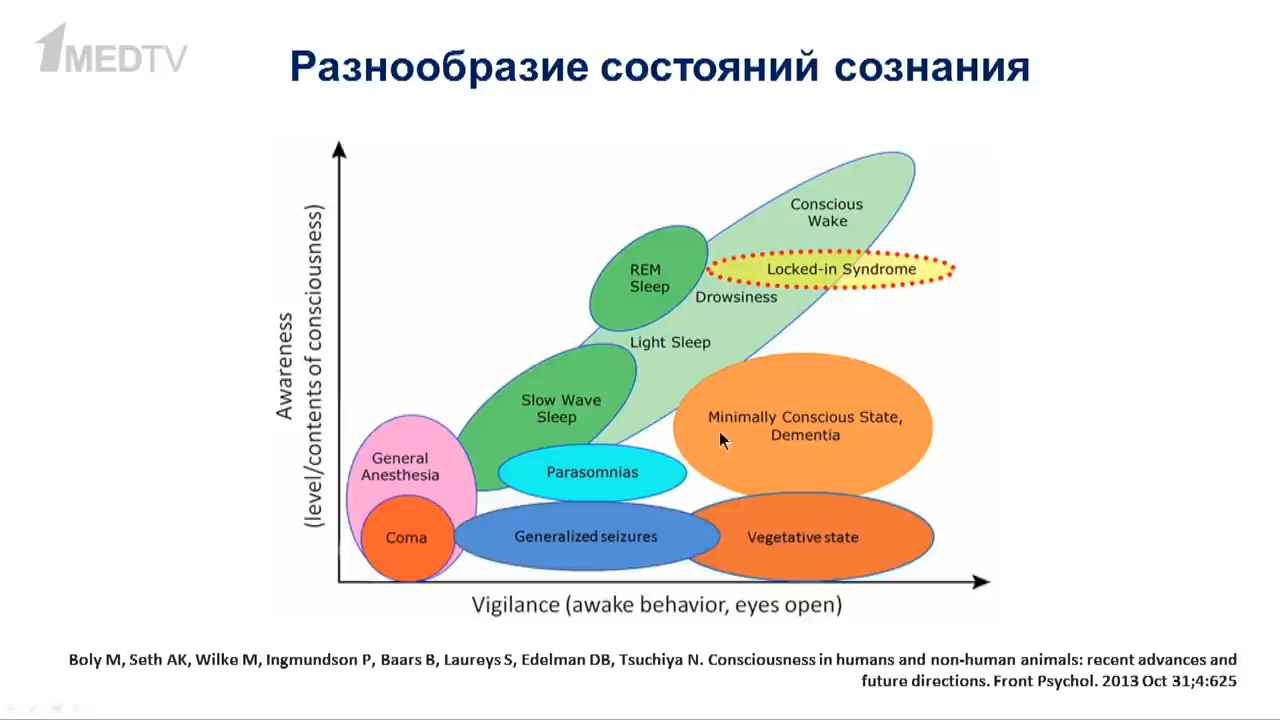 1MEDTV
Разнообразие состояний сознания
Awareness
(level/contents of consciousness)
Conscious
Wake
REM
Sleep
Locked-in Syndrome
Drowsiness
Light Sleep
Slow Wave
Sleep
Minimally Conscious State,
Dementia
General
Anesthesia
Parasomnias
Coma
Generalized seizures
Vegetative state
Vigilance (awake behavior, eyes open)
Boly M, Seth AK, Wilke M, Ingmundson P, Baars B, Laureys S, Edelman DB, Tsuchiya N. Consciousness in humans and non-human animals: recent advances and
future directions. Front Psychol. 2013 Oct 31;4:625